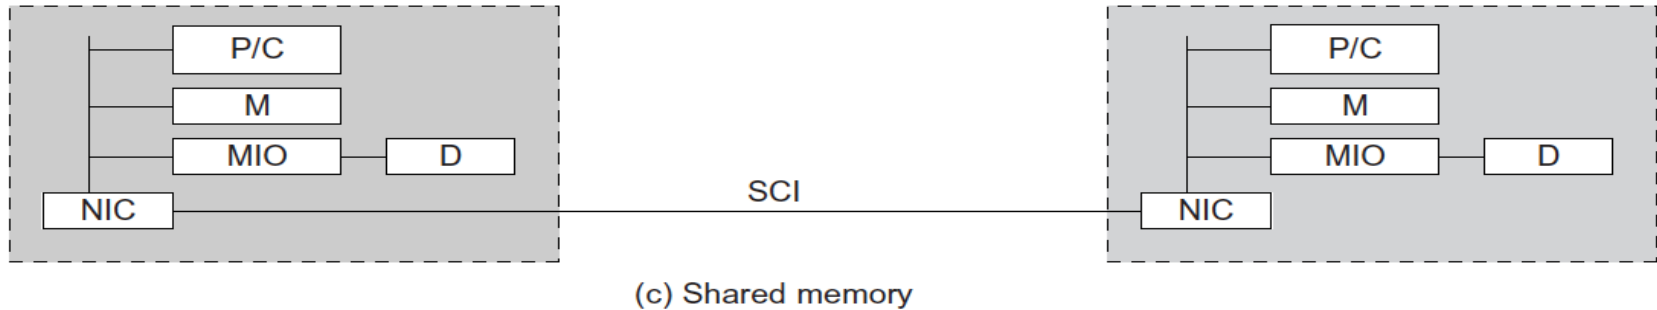 P/C
M
MIO
D
NIC
SCI
P/C
M
MIO
D
NIC
(c) Shared memory